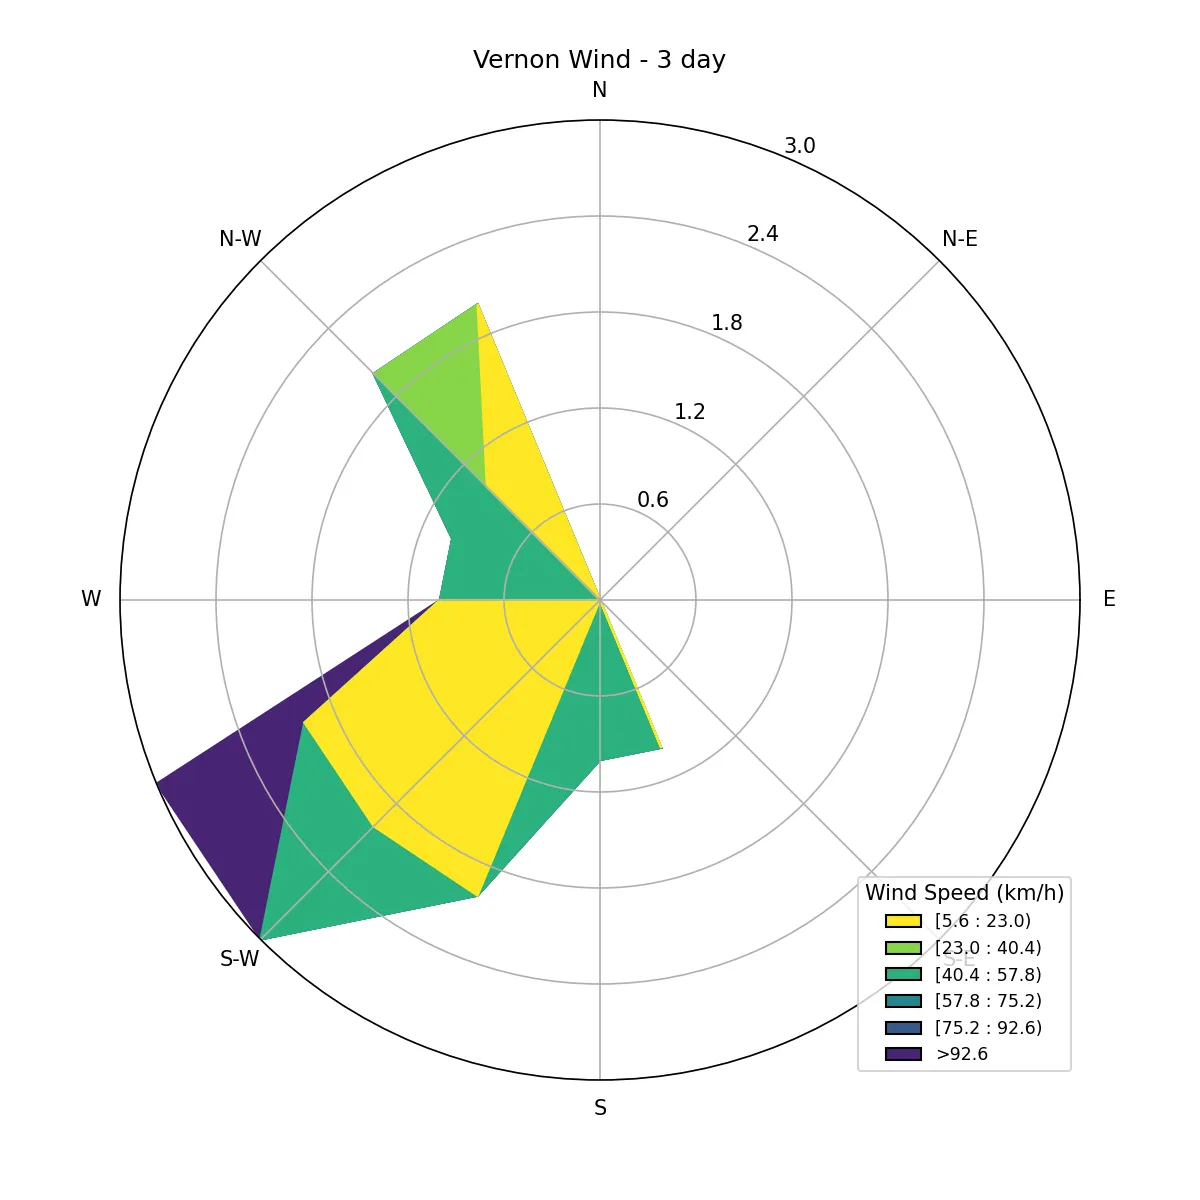 Vernon Wind - 3 day
N
3.0
N-W
2.4
N-E
1.8
1.2
0.6
W
E
S-W
S-E
Wind Speed (km/h)
[5.6 : 23.0)
[23.0 : 40.4)
[40.4 : 57.8)
[57.8 : 75.2)
[75.2 : 92.6)
>92.6
S